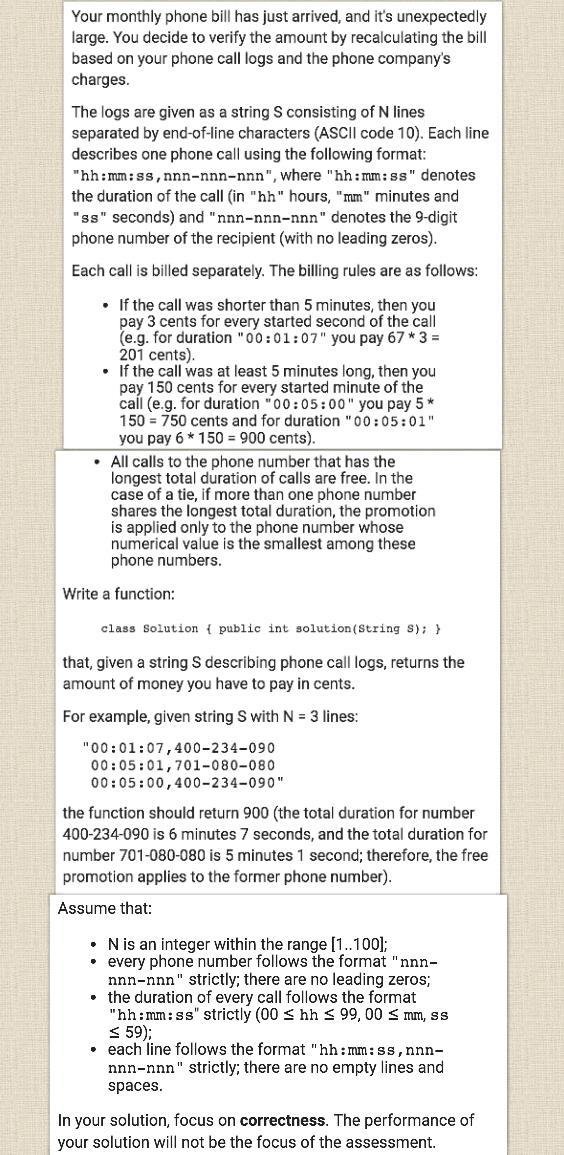 Your monthly phone bill has just arrived, and it's unexpectedly
large. You decide to verify the amount by recalculating the bill
based on your phone call logs and the phone company's
charges.
The logs are given as a string S consisting of N lines
separated by end-of-line characters (ASCII code 10). Each line
describes one phone call using the following format:
"hh:mm:ss,nnn-nnn-nnn", where "hh:mm:ss" denotes
the duration of the call (in "hh" hours, "mm" minutes and
"ss" seconds) and "nnn-nnn-nnn" denotes the 9-digit
phone number of the recipient (with no leading zeros).
Each call is billed separately. The billing rules are as follows:
• If the call was shorter than 5 minutes, then you
pay 3 cents for every started second of the call
(e.g. for duration "00:01:07" you pay 67 * 3 =
201 cents).
• If the call was at least 5 minutes long, then you
pay 150 cents for every started minute of the
call (e.g. for duration "00:05:00" you pay 5 *
150 = 750 cents and for duration "00:05:01"
you pay 6 * 150 = 900 cents).
• All calls to the phone number that has the
longest total duration of calls are free. In the
case of a tie, if more than one phone number
shares the longest total duration, the promotion
is applied only to the phone number whose
numerical value is the smallest among these
phone numbers.
Write a function:
class Solution { public int solution(String S); }
that, given a string S describing phone call logs, returns the
amount of money you have to pay in cents.
For example, given string S with N = 3 lines:
"00:01:07,400-234-090
00:05:01,701-080-080
00:05:00,400-234-090"
the function should return 900 (the total duration for number
400-234-090 is 6 minutes 7 seconds, and the total duration for
number 701-080-080 is 5 minutes 1 second; therefore, the free
promotion applies to the former phone number).
Assume that:
• N is an integer within the range [1..100];
• every phone number follows the format "nnn-
nnn-nnn" strictly; there are no leading zeros;
• the duration of every call follows the format
"hh:mm:ss" strictly (00 ≤ hh ≤ 99, 00 ≤ mm, ss
≤ 59);
• each line follows the format "hh:mm:ss,nnn-
nnn-nnn" strictly; there are no empty lines and
spaces.
In your solution, focus on correctness. The performance of
your solution will not be the focus of the assessment.